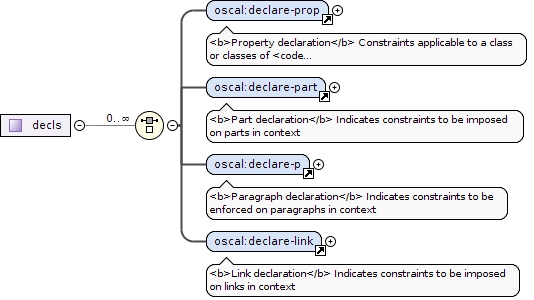 oscal:declare-prop
<b>Property declaration</b> Constraints applicable to a class
or classes of <code...
oscal:declare-part
<b>Part declaration</b> Indicates constraints to be imposed
on parts in context
decls
0..∞
oscal:declare-p
<b>Paragraph declaration</b> Indicates constraints to be
enforced on paragraphs in context
oscal:declare-link
<b>Link declaration</b> Indicates constraints to be imposed
on links in context